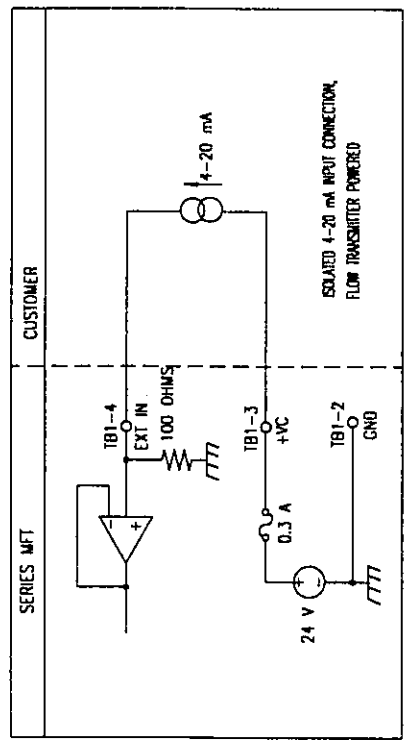 SERIES MFT
CUSTOMER
TB1-4
EXT IN
100 OHMS
4-20 mA
TB1-3
+VC
0.3 A
24 V
TB1-2
GND
ISOLATED 4-20 mA INPUT CONNECTION,
FLOW TRANSMITTER POWERED